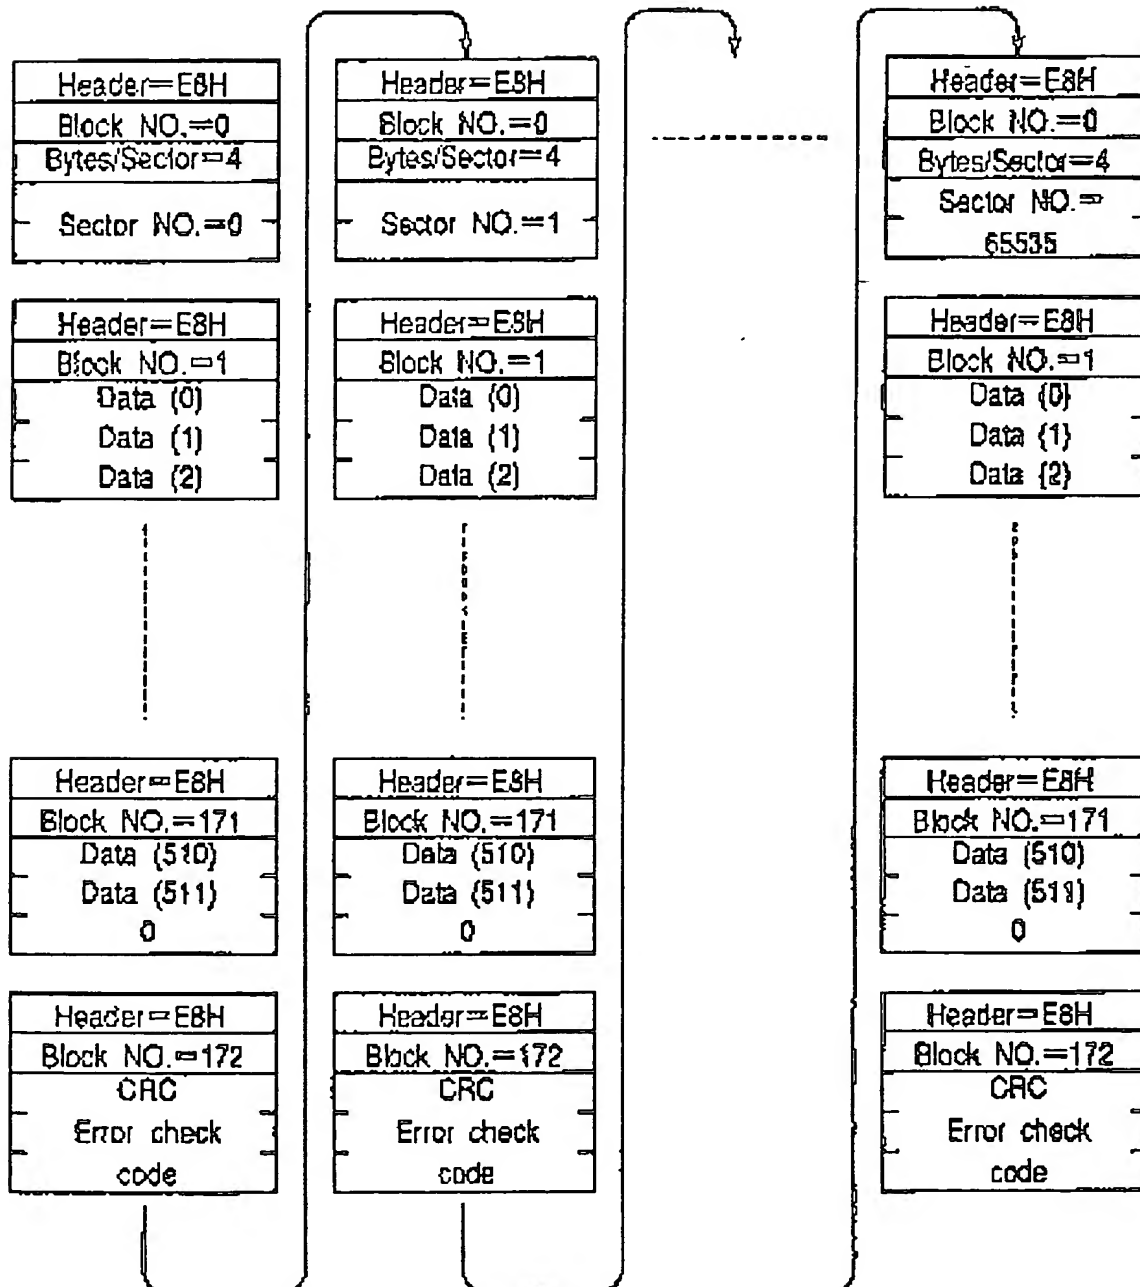 Header=E8H
Block NO.=0
Bytes/Sector=4
Sector NO.=0
Header=E8H
Block NO.=1
Data (0)
Data (1)
Data (2)
Header=E8H
Block NO.=171
Data (510)
Data (511)
0
Header=E8H
Block NO.=172
CRC
Error check
code
Header=E8H
Block NO.=0
Bytes/Sector=4
Sector NO.=1
Header=E8H
Block NO.=1
Data (0)
Data (1)
Data (2)
Header=E8H
Block NO.=171
Data (510)
Data (511)
0
Header=E8H
Block NO.=172
CRC
Error check
code
Header=E8H
Block NO.=0
Bytes/Sector=4
Sector NO.=
65535
Header=E8H
Block NO.=1
Data (0)
Data (1)
Data (2)
Header=E8H
Block NO.=171
Data (510)
Data (511)
0
Header=E8H
Block NO.=172
CRC
Error check
code